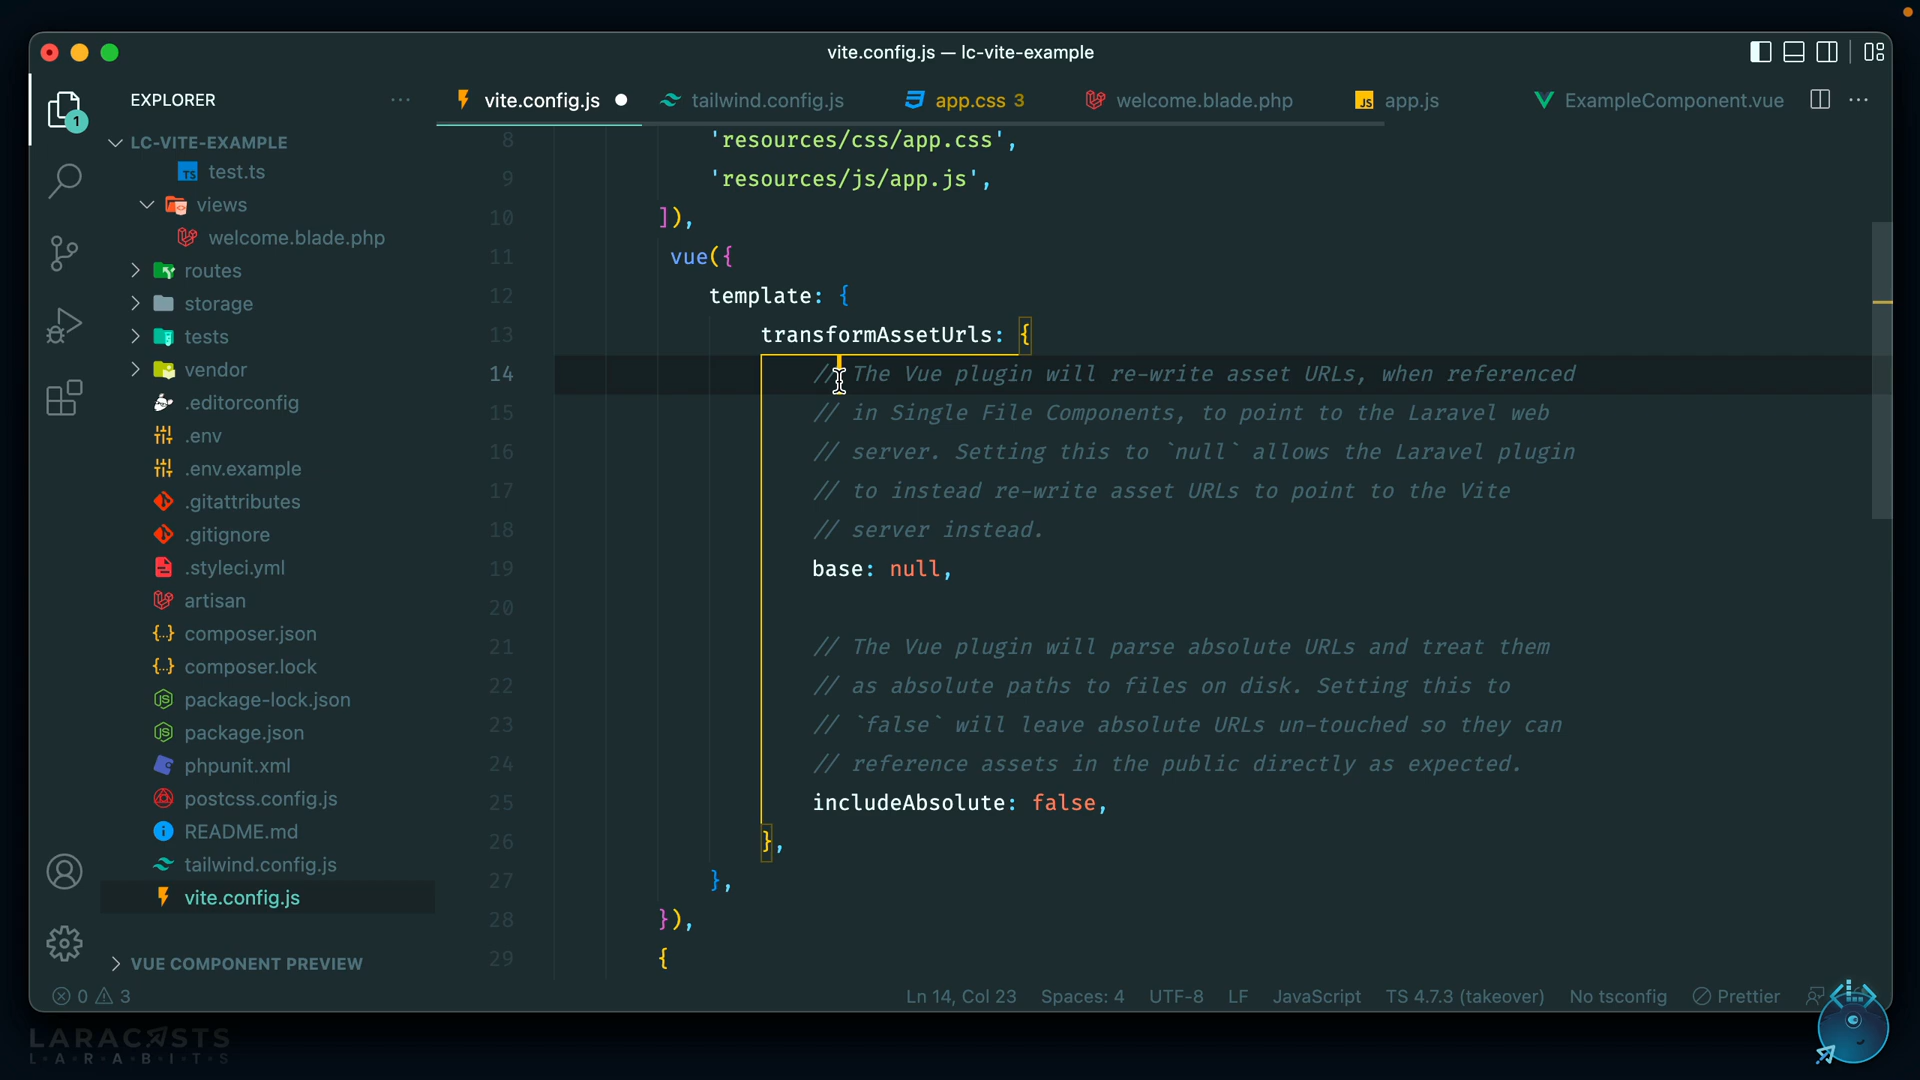 vite.config.js — lc-vite-example
EXPLORER
1
LC-VITE-EXAMPLE
TS test.ts
views
welcome.blade.php
routes
storage
tests
vendor
.editorconfig
.env
.env.example
.gitattributes
.gitignore
.styleci.yml
artisan
{..} composer.json
{..} composer.lock
package-lock.json
package.json
phpunit.xml
postcss.config.js
README.md
tailwind.config.js
vite.config.js
VUE COMPONENT PREVIEW
vite.config.js
tailwind.config.js
app.css 3
welcome.blade.php
JS app.js
ExampleComponent.vue
8 'resources/css/app.css',
9 'resources/js/app.js',
10 ]),
11 vue({
12 template: {
13 transformAssetUrls: {
14 // The Vue plugin will re-write asset URLs, when referenced
15 // in Single File Components, to point to the Laravel web
16 // server. Setting this to `null` allows the Laravel plugin
17 // to instead re-write asset URLs to point to the Vite
18 // server instead.
19 base: null,
20
21 // The Vue plugin will parse absolute URLs and treat them
22 // as absolute paths to files on disk. Setting this to
23 // `false` will leave absolute URLs un-touched so they can
24 // reference assets in the public directly as expected.
25 includeAbsolute: false,
26 },
27 },
28 }),
29 {
0 3
Ln 14, Col 23
Spaces: 4
UTF-8
LF
JavaScript
TS 4.7.3 (takeover)
No tsconfig
Prettier
LARACASTS
L·A·R·A·B·I·T·S